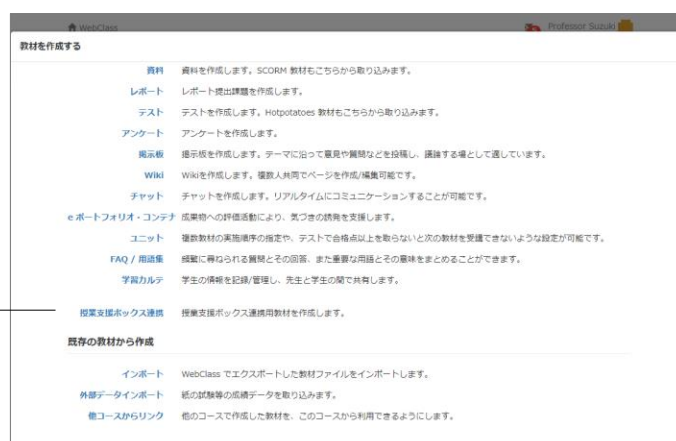 WebClass Professor Suzuki
教材を作成する
資料 資料を作成します。SCORM 教材もこちらから取り込みます。
レポート レポート提出課題を作成します。
テスト テストを作成します。Hotpotatoes 教材もこちらから取り込みます。
アンケート アンケートを作成します。
掲示板 掲示板を作成します。テーマに沿って意見や質問などを投稿し、議論する場として適しています。
Wiki Wikiを作成します。複数人共同でページを作成/編集可能です。
チャット チャットを作成します。リアルタイムにコミュニケーションすることが可能です。
e ポートフォリオ・コンテナ 成果物への評価活動により、気づきの誘発を支援します。
ユニット 複数教材の実施順序の指定や、テストで合格点以上を取らないと次の教材を受講できないような設定が可能です。
FAQ / 用語集 頻繁に尋ねられる質問とその回答、また重要な用語とその意味をまとめることができます。
学習カルテ 学生の情報を記録/管理し、先生と学生の間で共有します。
授業支援ボックス連携 授業支援ボックス連携用教材を作成します。
既存の教材から作成
インポート WebClass でエクスポートした教材ファイルをインポートします。
外部データインポート 紙の試験等の成績データを取り込みます。
他コースからリンク 他のコースで作成した教材を、このコースから利用できるようにします。